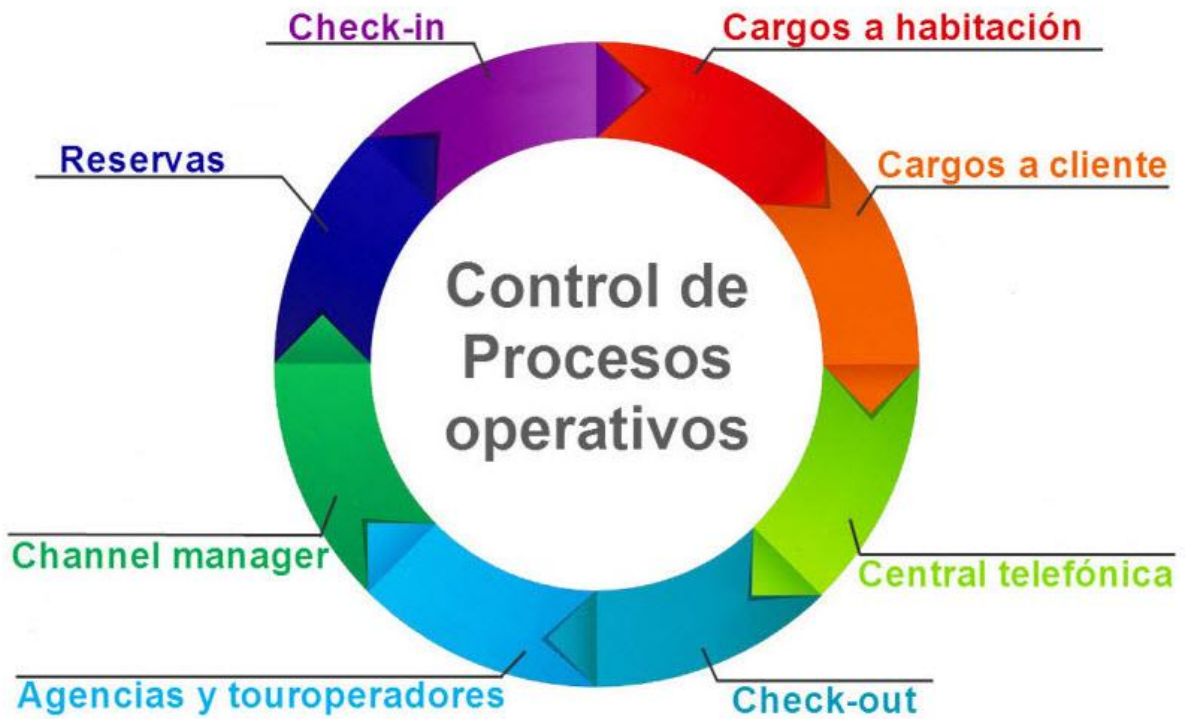 Check-in
Cargos a habitación
Reservas
Cargos a cliente
Control de
Procesos
operativos
Channel manager
Central telefónica
Agencias y touroperadores
Check-out